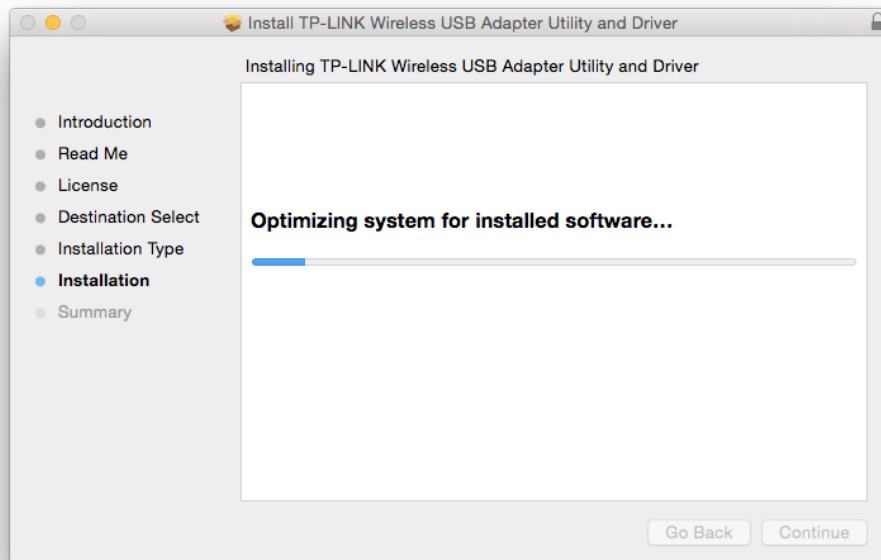 Install TP-LINK Wireless USB Adapter Utility and Driver
Installing TP-LINK Wireless USB Adapter Utility and Driver
Introduction
Read Me
License
Destination Select
Installation Type
Installation
Summary
Optimizing system for installed software...
Go Back
Continue